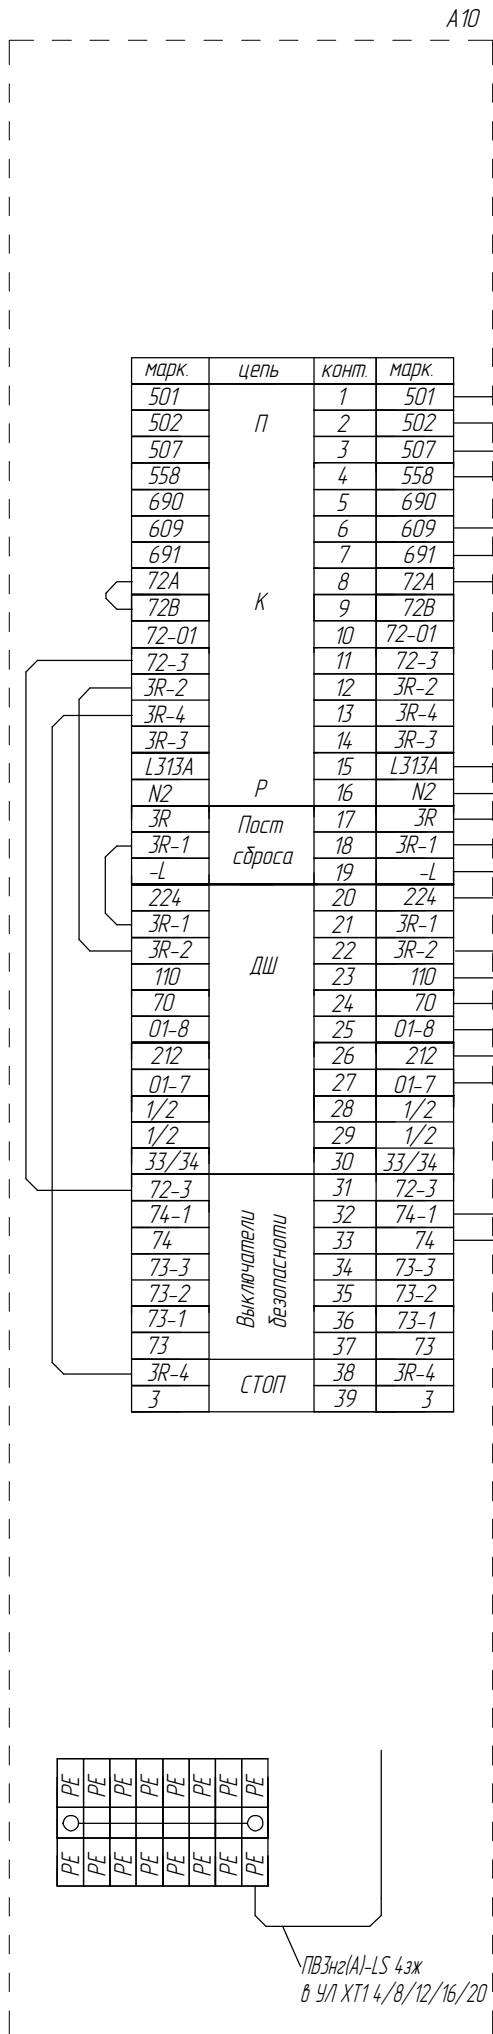 А10
марк. цепь конт. марк.
501 1 501
502 П 2 502
507 3 507
558 4 558
690 5 690
609 6 609
691 7 691
72А 8 72А
72В К 9 72В
72-01 10 72-01
72-3 11 72-3
3R-2 12 3R-2
3R-4 13 3R-4
3R-3 14 3R-3
L313A 15 L313A
N2 Р 16 N2
3R Пост 17 3R
3R-1 сброса 18 3R-1
-L 19 -L
224 20 224
3R-1 21 3R-1
3R-2 ДШ 22 3R-2
110 23 110
70 24 70
01-8 25 01-8
212 26 212
01-7 27 01-7
1/2 28 1/2
1/2 29 1/2
33/34 30 33/34
72-3 31 72-3
74-1 32 74-1
74 33 74
73-3 34 73-3
73-2 35 73-2
73-1 36 73-1
73 37 73
Выключатели
безопасноти
3R-4 СТОП 38 3R-4
3 39 3
PE PE PE PE PE PE PE PE
PE PE PE PE PE PE PE PE
ПВ3нг(А)-LS 4зж
в УЛ XT1 4/8/12/16/20